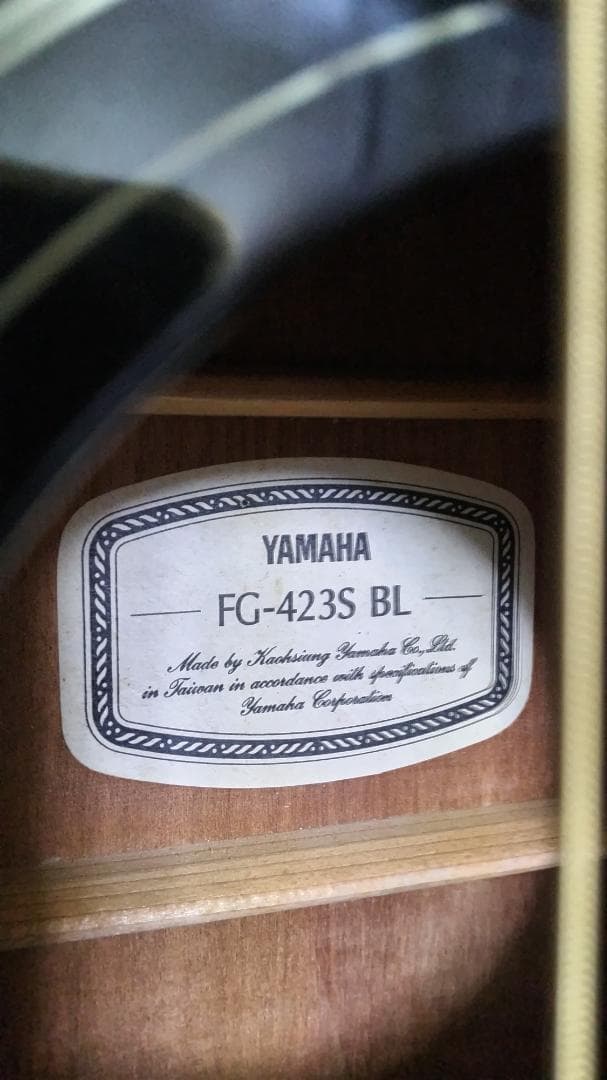 YAMAHA
FG-423S BL
Made by Kaohsiung Yamaha Co., Ltd.
in Taiwan in accordance with specifications of
Yamaha Corporation